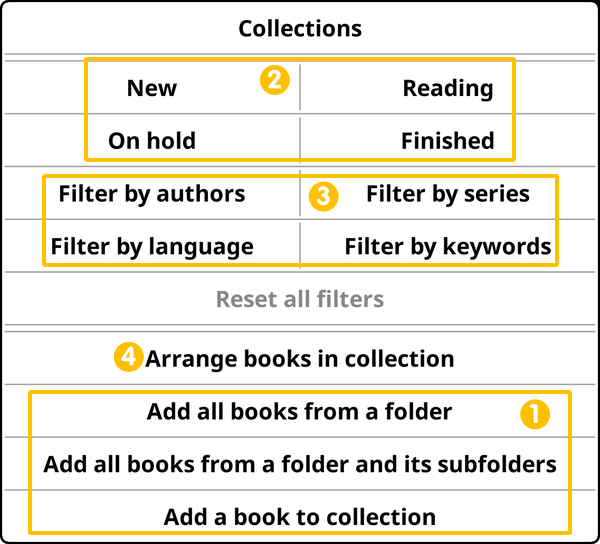 Collections
New 2 Reading
On hold Finished
Filter by authors 3 Filter by series
Filter by language Filter by keywords
Reset all filters
4 Arrange books in collection
Add all books from a folder 1
Add all books from a folder and its subfolders
Add a book to collection